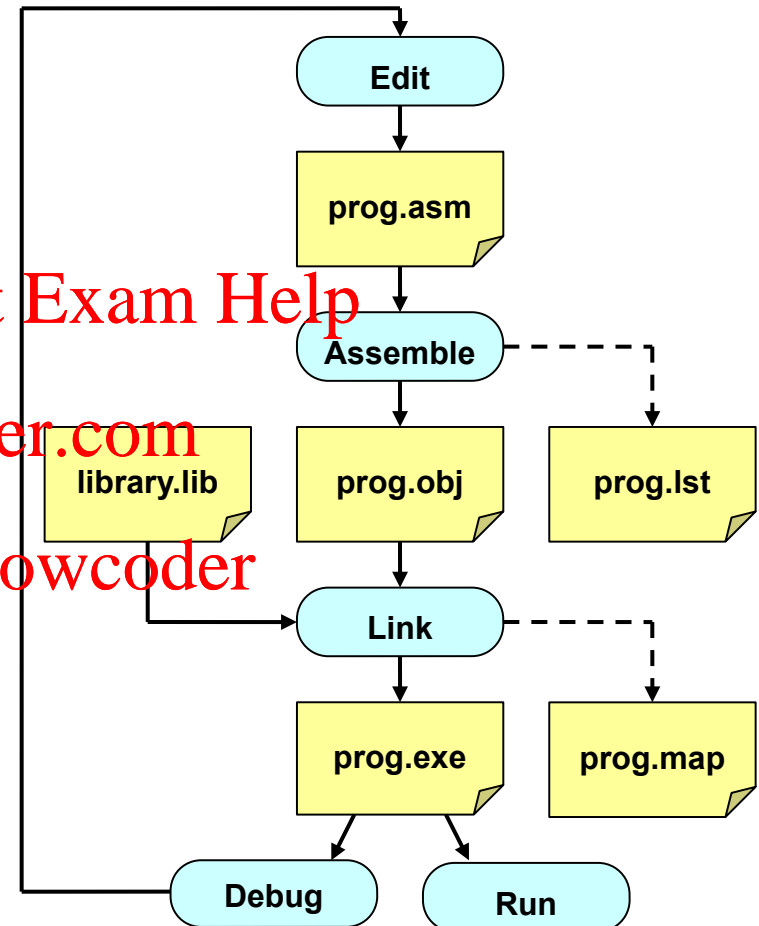 Edit
prog.asm
Exam Help
Assemble
er.com
library.lib
prog.obj
prog.lst
owcoder
Link
prog.exe
prog.map
Debug
Run